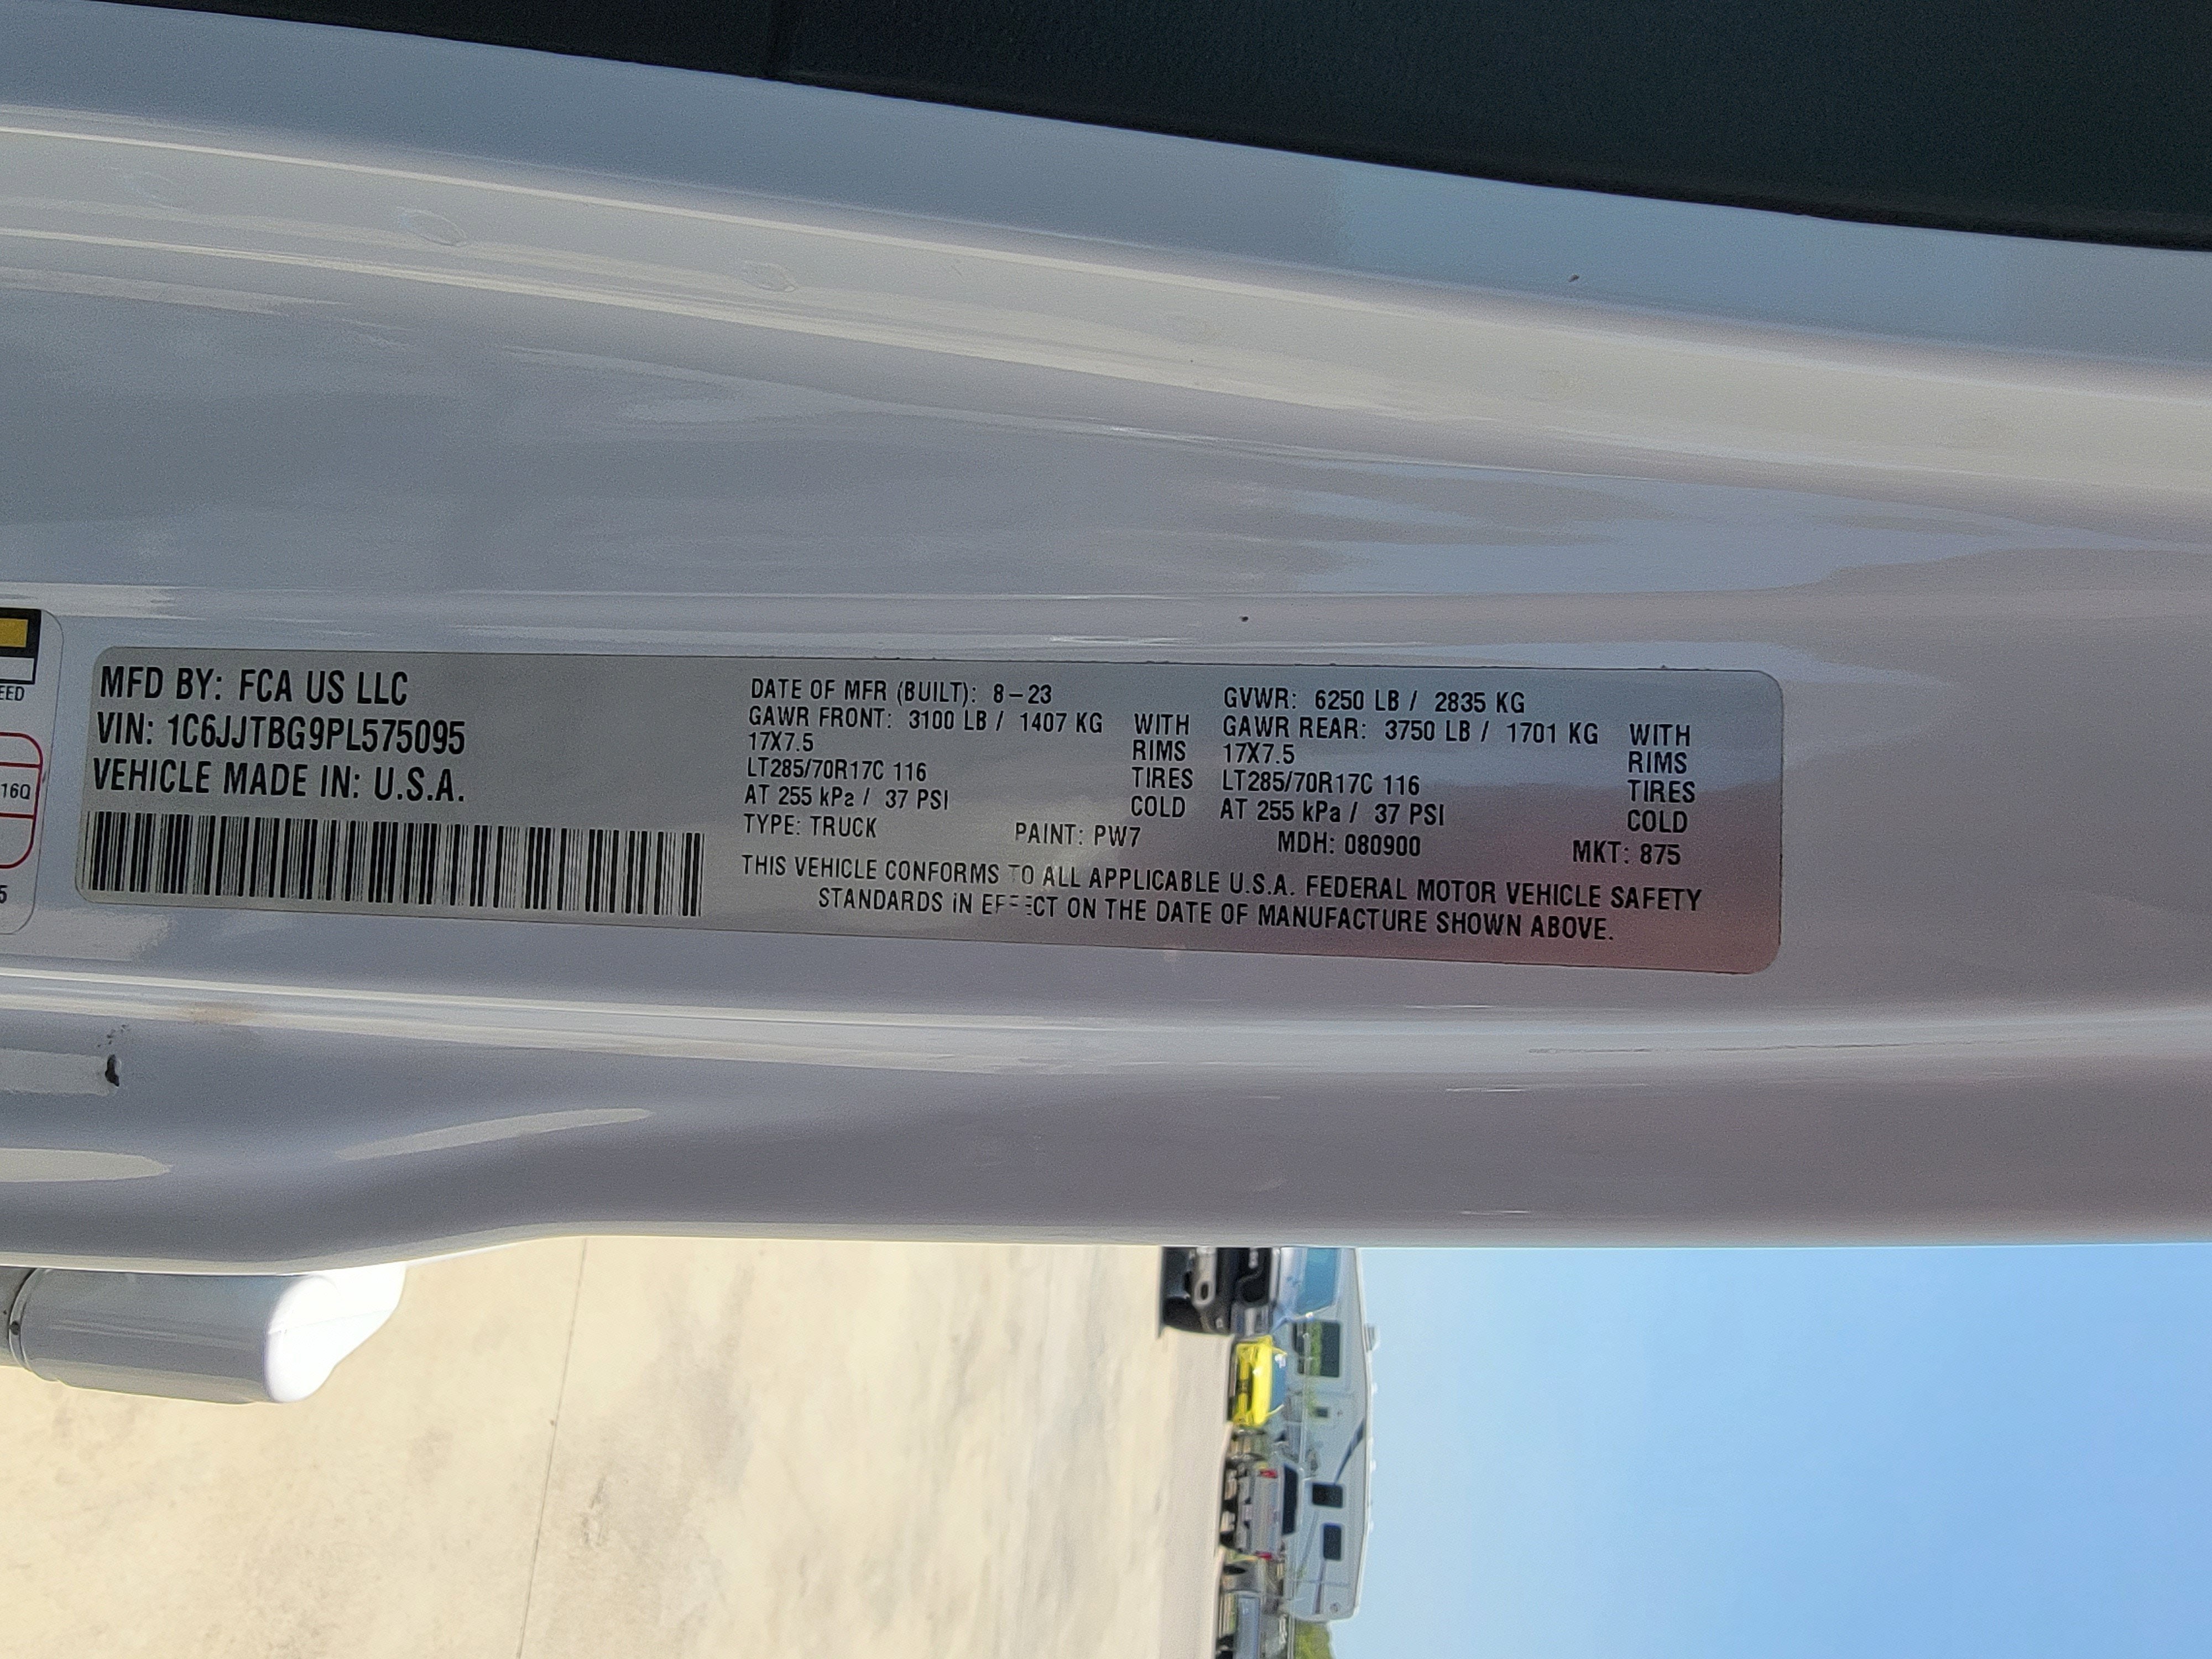 EED
16Q
5
MFD BY: FCA US LLC
VIN: 1C6JJTBG9PL575095
VEHICLE MADE IN: U.S.A.
DATE OF MFR (BUILT): 8-23 GVWR: 6250 LB / 2835 KG
GAWR FRONT: 3100 LB / 1407 KG WITH GAWR REAR: 3750 LB / 1701 KG WITH
17X7.5 RIMS 17X7.5 RIMS
LT285/70R17C 116 TIRES LT285/70R17C 116 TIRES
AT 255 kPa / 37 PSI COLD AT 255 kPa / 37 PSI COLD
TYPE: TRUCK PAINT: PW7 MDH: 080900 MKT: 875
THIS VEHICLE CONFORMS TO ALL APPLICABLE U.S.A. FEDERAL MOTOR VEHICLE SAFETY
STANDARDS IN EFFECT ON THE DATE OF MANUFACTURE SHOWN ABOVE.